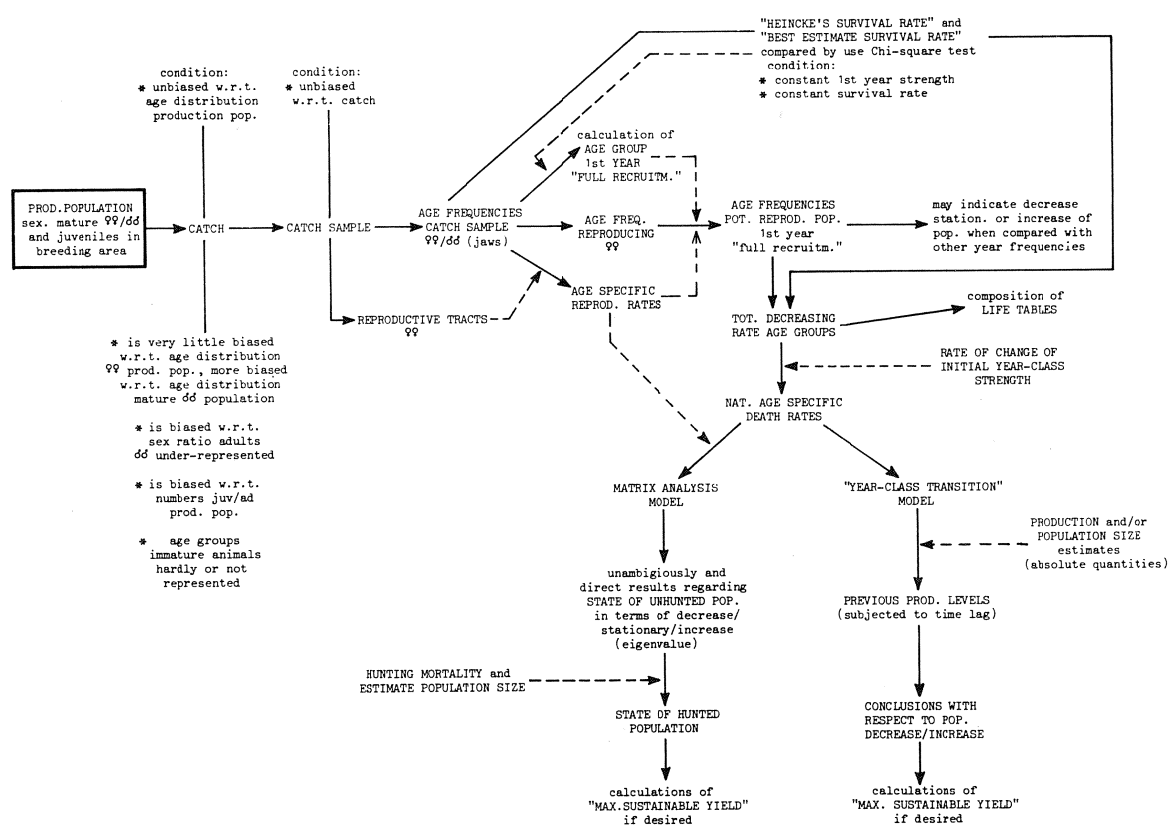 "HEINCKE'S SURVIVAL RATE" and
"BEST ESTIMATE SURVIVAL RATE"
compared by use Chi-square test
condition:
* constant 1st year strength
* constant survival rate
condition:
* unbiased w.r.t.
age distribution
production pop.
condition:
* unbiased
w.r.t. catch
calculation of
AGE GROUP
1st YEAR
"FULL RECRUITM."
PROD.POPULATION
sex. mature ♀♀/♂♂
and juveniles in
breeding area
CATCH
CATCH SAMPLE
AGE FREQUENCIES
CATCH SAMPLE
♀♀/♂♂ (jaws)
AGE FREQ.
REPRODUCING
♀♀
AGE FREQUENCIES
POT. REPROD. POP.
1st year
"full recruitm."
may indicate decrease
station. or increase of
pop. when compared with
other year frequencies
AGE SPECIFIC
REPROD. RATES
REPRODUCTIVE TRACTS
♀♀
TOT. DECREASING
RATE AGE GROUPS
composition of
LIFE TABLES
* is very little biased
w.r.t. age distribution
♀♀ prod. pop., more biased
w.r.t. age distribution
mature ♂♂ population
* is biased w.r.t.
sex ratio adults
♂♂ under-represented
* is biased w.r.t.
numbers juv/ad
prod. pop.
* age groups
immature animals
hardly or not
represented
RATE OF CHANGE OF
INITIAL YEAR-CLASS
STRENGTH
NAT. AGE SPECIFIC
DEATH RATES
MATRIX ANALYSIS
MODEL
"YEAR-CLASS TRANSITION"
MODEL
PRODUCTION and/or
POPULATION SIZE
estimates
(absolute quantities)
unambigiously and
direct results regarding
STATE OF UNHUNTED POP.
in terms of decrease/
stationary/increase
(eigenvalue)
PREVIOUS PROD. LEVELS
(subjected to time lag)
HUNTING MORTALITY and
ESTIMATE POPULATION SIZE
STATE OF HUNTED
POPULATION
CONCLUSIONS WITH
RESPECT TO POP.
DECREASE/INCREASE
calculations of
"MAX.SUSTAINABLE YIELD"
if desired
calculations of
"MAX. SUSTAINABLE YIELD"
if desired